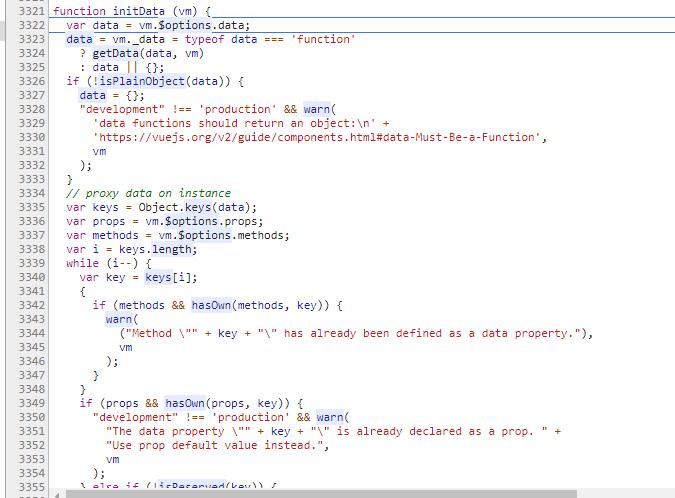 3321 function initData (vm) {
3322 var data = vm.$options.data;
3323 data = vm._data = typeof data === 'function'
3324 ? getData(data, vm)
3325 : data || {};
3326 if (!isPlainObject(data)) {
3327 data = {};
3328 "development" !== 'production' && warn(
3329 'data functions should return an object:\n' +
3330 'https://vuejs.org/v2/guide/components.html#data-Must-Be-a-Function',
3331 vm
3332 );
3333 }
3334 // proxy data on instance
3335 var keys = Object.keys(data);
3336 var props = vm.$options.props;
3337 var methods = vm.$options.methods;
3338 var i = keys.length;
3339 while (i--) {
3340 var key = keys[i];
3341 {
3342 if (methods && hasOwn(methods, key)) {
3343 warn(
3344 ("Method \"" + key + "\" has already been defined as a data property."),
3345 vm
3346 );
3347 }
3348 }
3349 if (props && hasOwn(props, key)) {
3350 "development" !== 'production' && warn(
3351 "The data property \"" + key + "\" is already declared as a prop. " +
3352 "Use prop default value instead.",
3353 vm
3354 );
3355 } else if (!isReserved(key)) {